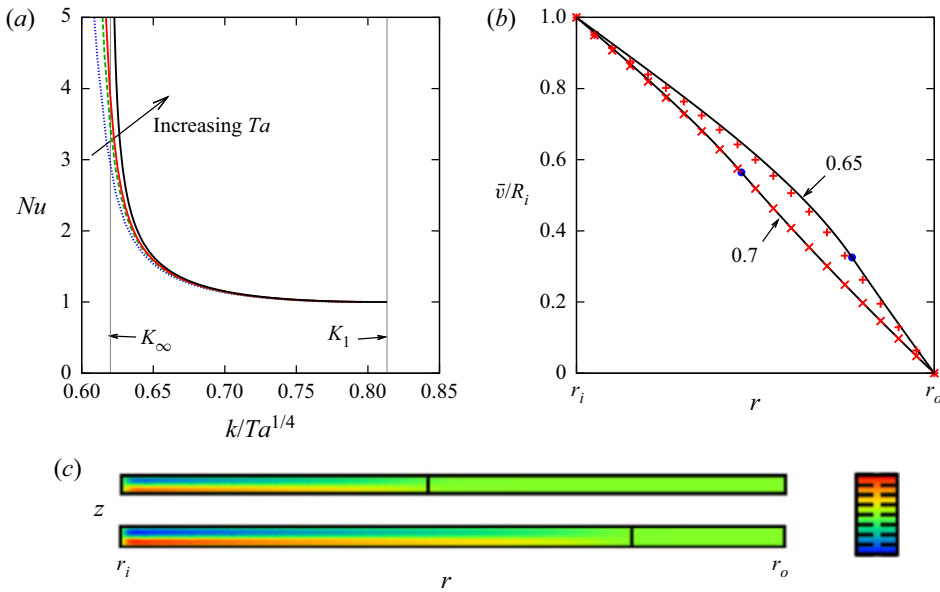 (a)
5
4
3
2
1
0
Nu
Increasing Ta
K∞
K1
0.60 0.65 0.70 0.75 0.80 0.85
k/Ta^1/4
(b)
1.0
0.8
0.6
0.4
0.2
0
v̄/Ri
0.65
0.7
ri
r
ro
(c)
z
ri
r
ro